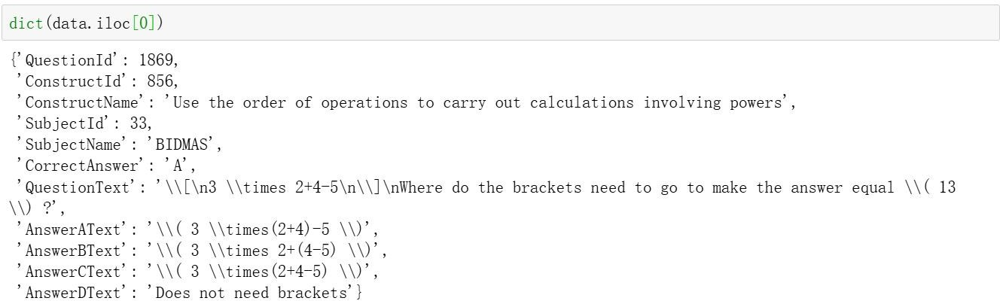 dict(data.iloc[0])
{'QuestionId': 1869,
'ConstructId': 856,
'ConstructName': 'Use the order of operations to carry out calculations involving powers',
'SubjectId': 33,
'SubjectName': 'BIDMAS',
'CorrectAnswer': 'A',
'QuestionText': '\\[\n3 \\times 2+4-5\n\\]\nWhere do the brackets need to go to make the answer equal \\( 13
\\) ?',
'AnswerAText': '\\( 3 \\times(2+4)-5 \\)',
'AnswerBText': '\\( 3 \\times 2+(4-5) \\)',
'AnswerCText': '\\( 3 \\times(2+4-5) \\)',
'AnswerDText': 'Does not need brackets'}